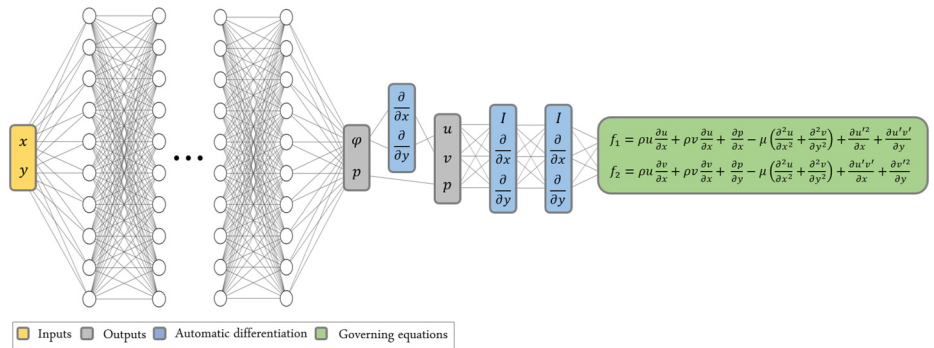 x
y
φ
p
∂/∂x
∂/∂y
u
v
p
I
∂/∂x
∂/∂y
I
∂/∂x
∂/∂y
f₁ = ρu ∂u/∂x + ρv ∂u/∂x + ∂p/∂x − μ(∂²u/∂x² + ∂²v/∂y²) + ∂u′²/∂x + ∂u′v′/∂y
f₂ = ρu ∂v/∂x + ρv ∂v/∂x + ∂p/∂y − μ(∂²u/∂x² + ∂²v/∂y²) + ∂u′v′/∂x + ∂v′²/∂y
Inputs Outputs Automatic differentiation Governing equations